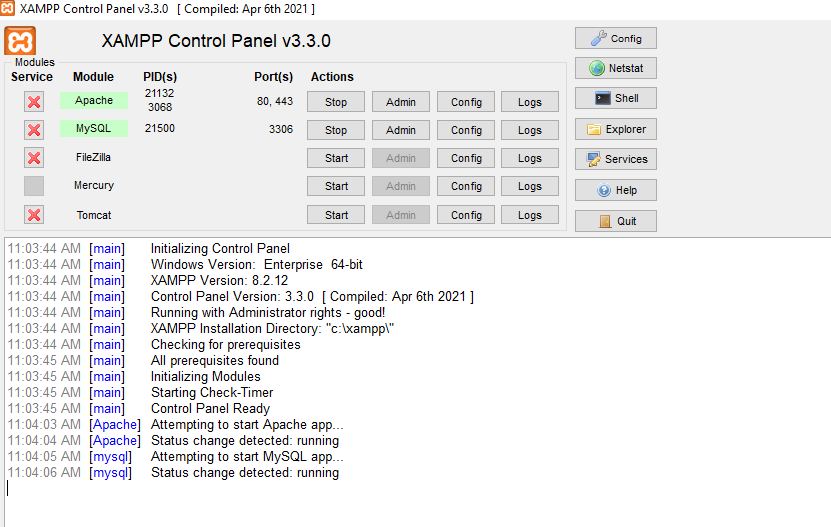 XAMPP Control Panel v3.3.0 [ Compiled: Apr 6th 2021 ]
XAMPP Control Panel v3.3.0
Config
Modules
Service Module PID(s) Port(s) Actions
Netstat
Apache 21132 3068 80, 443 Stop Admin Config Logs
Shell
MySQL 21500 3306 Stop Admin Config Logs
Explorer
FileZilla Start Admin Config Logs
Services
Mercury Start Admin Config Logs
Help
Tomcat Start Admin Config Logs
Quit
11:03:44 AM [main] Initializing Control Panel
11:03:44 AM [main] Windows Version: Enterprise 64-bit
11:03:44 AM [main] XAMPP Version: 8.2.12
11:03:44 AM [main] Control Panel Version: 3.3.0 [ Compiled: Apr 6th 2021 ]
11:03:44 AM [main] Running with Administrator rights - good!
11:03:44 AM [main] XAMPP Installation Directory: "c:\xampp\"
11:03:44 AM [main] Checking for prerequisites
11:03:45 AM [main] All prerequisites found
11:03:45 AM [main] Initializing Modules
11:03:45 AM [main] Starting Check-Timer
11:03:45 AM [main] Control Panel Ready
11:04:03 AM [Apache] Attempting to start Apache app...
11:04:04 AM [Apache] Status change detected: running
11:04:05 AM [mysql] Attempting to start MySQL app...
11:04:06 AM [mysql] Status change detected: running